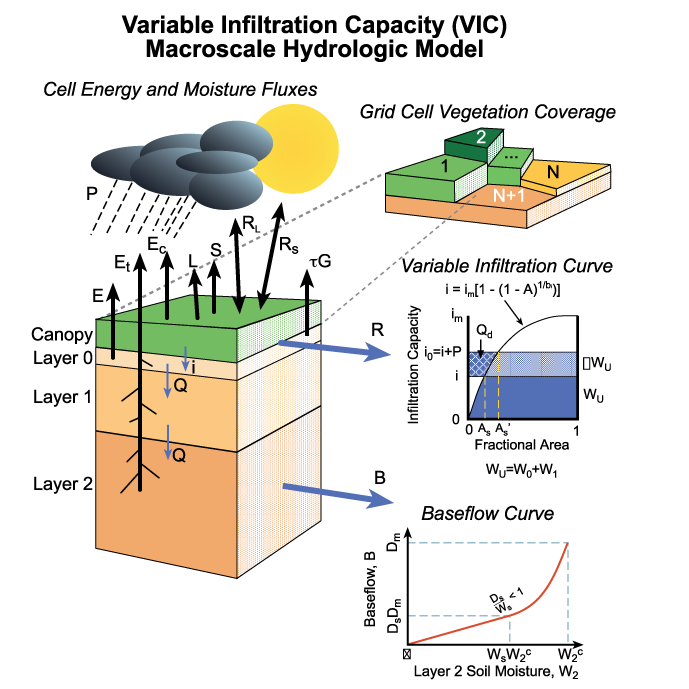 Variable Infiltration Capacity (VIC)
Macroscale Hydrologic Model
Cell Energy and Moisture Fluxes
Grid Cell Vegetation Coverage
P
1
2
...
N
N+1
R_L
R_s
E
E_t
E_c
L
S
τG
Canopy
Layer 0
Layer 1
Layer 2
i
Q
Q
R
B
Variable Infiltration Curve
i = i_m[1 - (1 - A)^{1/b_i}]
Infiltration Capacity
i_m
i_0=i+P
i
0
Q_d
▯W_U
W_U
0 A_s A_s' 1
Fractional Area
W_U=W_0+W_1
Baseflow Curve
Baseflow, B
D_m
D_sD_m
D_s/W_s < 1
W_sW_2^c W_2^c
Layer 2 Soil Moisture, W_2